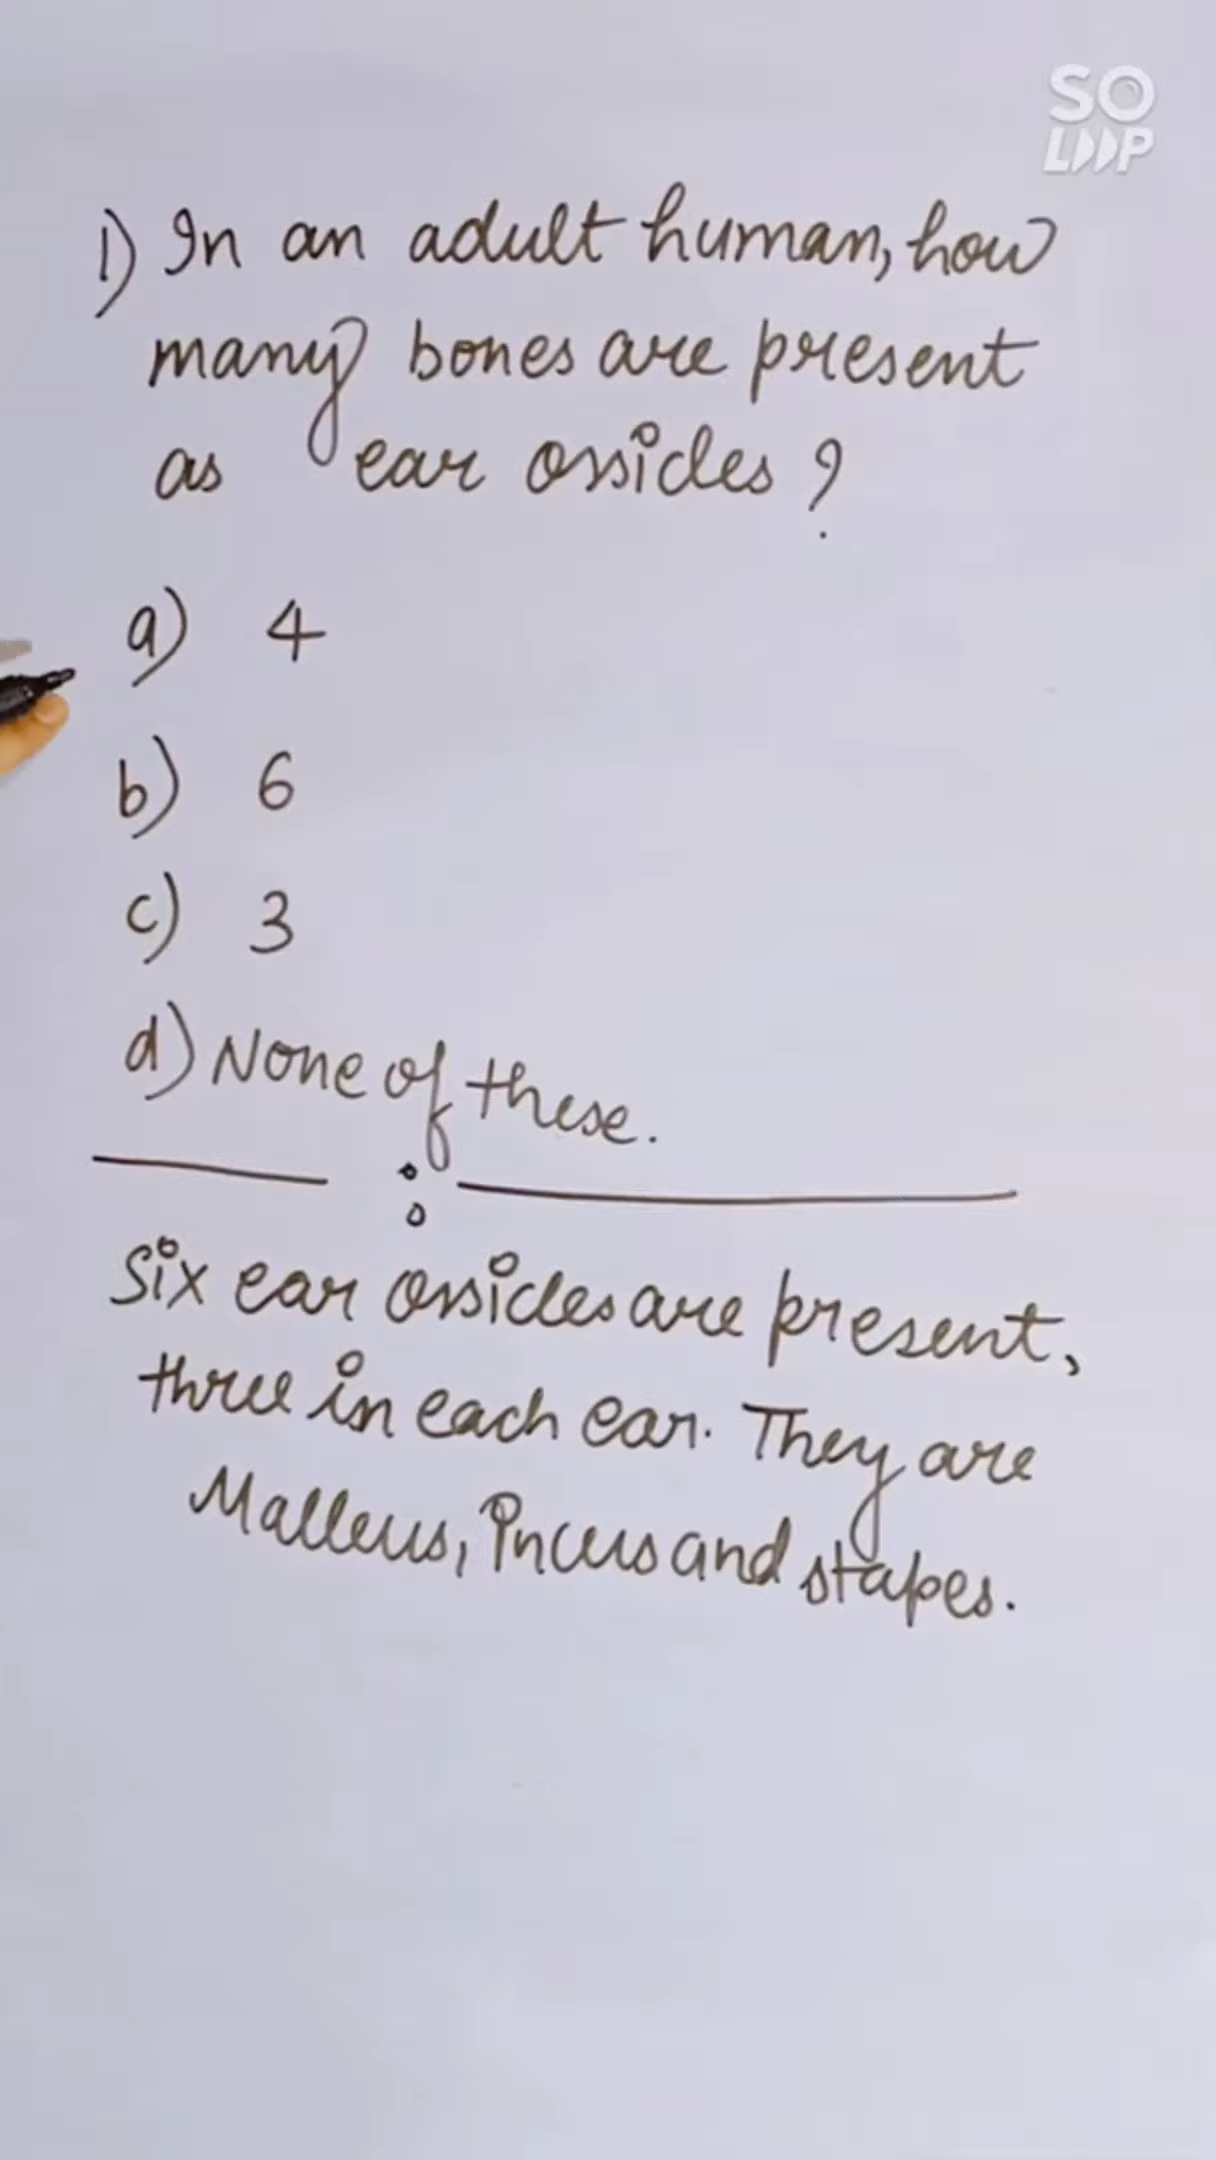 SO
LOOP
1) In an adult human, how
many bones are present
as ear ossicles ?
a) 4
b) 6
c) 3
d) None of these.
Six ear ossicles are present,
three in each ear. They are
Malleus, Incus and stapes.